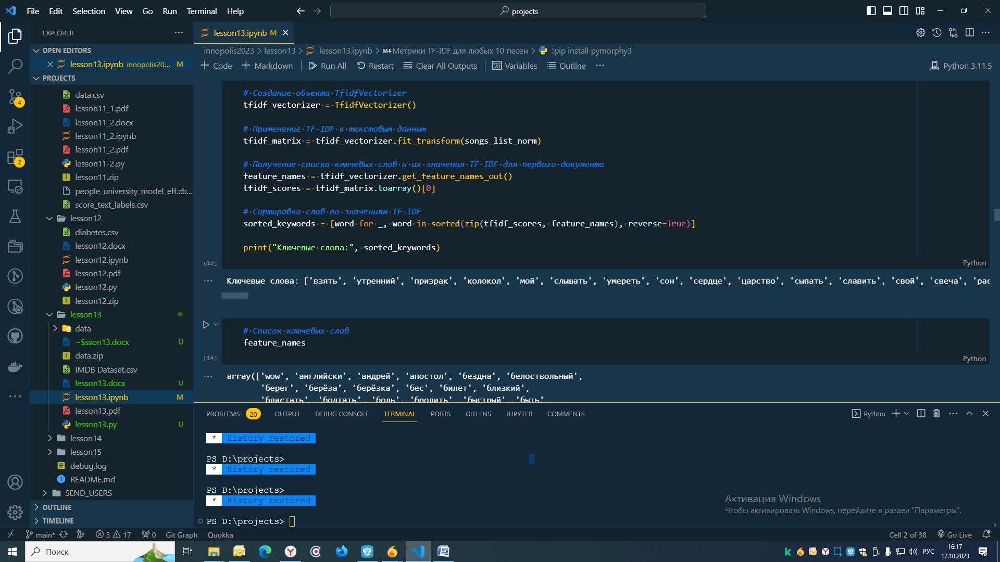 File Edit Selection View Go Run Terminal Help
projects
EXPLORER
OPEN EDITORS
lesson13.ipynb innopolis20... M
PROJECTS
data.csv
lesson11_1.pdf
lesson11_2.docx
lesson11_2.ipynb
lesson11_2.pdf
lesson11-2.py
lesson11.zip
people_university_model_eff.cb...
score_text_labels.csv
lesson12
diabetes.csv
lesson12.docx
lesson12.ipynb
lesson12.pdf
lesson12.py
lesson12.zip
lesson13
data
~$sson13.docx U
data.zip
IMDB Dataset.csv
lesson13.docx U
lesson13.ipynb M
lesson13.pdf
lesson13.py U
lesson14
lesson15
debug.log
README.md
SEND_USERS
OUTLINE
TIMELINE
4
2
lesson13.ipynb M
innopolis2023 > lesson13 > lesson13.ipynb > M↓Метрики TF-IDF для любых 10 песен > !pip install pymorphy3
Code Markdown Run All Restart Clear All Outputs Variables Outline ... Python 3.11.5
# Создание объекта TfidfVectorizer
tfidf_vectorizer = TfidfVectorizer()
# Применение TF-IDF к текстовым данным
tfidf_matrix = tfidf_vectorizer.fit_transform(songs_list_norm)
# Получение списка ключевых слов и их значения TF-IDF для первого документа
feature_names = tfidf_vectorizer.get_feature_names_out()
tfidf_scores = tfidf_matrix.toarray()[0]
# Сортировка слов по значениям TF-IDF
sorted_keywords = [word for _, word in sorted(zip(tfidf_scores, feature_names), reverse=True)]
print("Ключевые слова:", sorted_keywords)
[13] Python
Ключевые слова: ['взять', 'утренний', 'призрак', 'колокол', 'мой', 'слышать', 'умереть', 'сон', 'сердце', 'царство', 'сыпать', 'славить', 'свой', 'свеча', 'рас
# Список ключевых слов
feature_names
[14] Python
array(['wow', 'английски', 'андрей', 'апостол', 'бездна', 'белоствольный',
'берег', 'берёза', 'берёзка', 'бес', 'билет', 'близкий',
'блистать', 'болтать', 'боль', 'бродить', 'быстрый', 'быть',
PROBLEMS 20 OUTPUT DEBUG CONSOLE TERMINAL PORTS GITLENS JUPYTER COMMENTS Python
* History restored
PS D:\projects>
* History restored
PS D:\projects>
* History restored
PS D:\projects>
Активация Windows
Чтобы активировать Windows, перейдите в раздел "Параметры".
main* 3 17 0 Git Graph Quokka Cell 2 of 38 Go Live
Поиск
РУС
16:17
17.10.2023